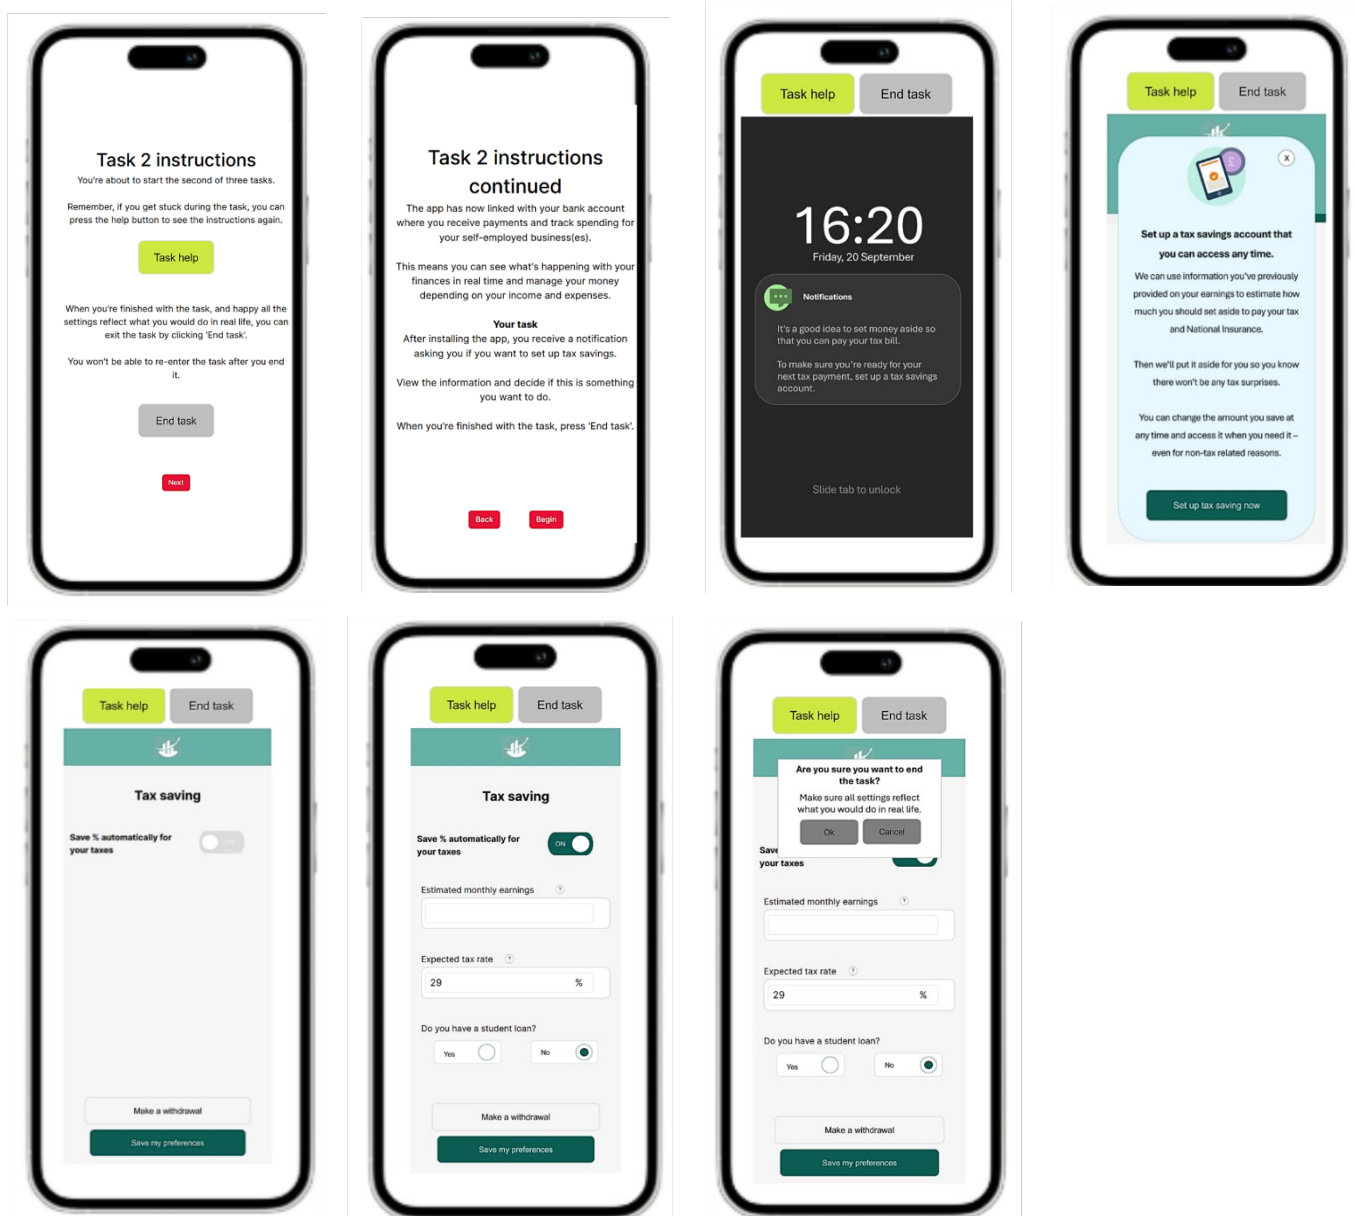 Task 2 instructions
You're about to start the second of three tasks.
Remember, if you get stuck during the task, you can
press the help button to see the instructions again.
Task help
When you're finished with the task, and happy all the
settings reflect what you would do in real life, you can
exit the task by clicking 'End task'.
You won't be able to re-enter the task after you end
it.
End task
Next
Task 2 instructions
continued
The app has now linked with your bank account
where you receive payments and track spending for
your self-employed business(es).
This means you can see what's happening with your
finances in real time and manage your money
depending on your income and expenses.
Your task
After installing the app, you receive a notification
asking you if you want to set up tax savings.
View the information and decide if this is something
you want to do.
When you're finished with the task, press 'End task'.
Back
Begin
Task help
End task
16:20
Friday, 20 September
Notifications
It's a good idea to set money aside so
that you can pay your tax bill.
To make sure you're ready for your
next tax payment, set up a tax savings
account.
Slide tab to unlock
Task help
End task
£
X
Set up a tax savings account that
you can access any time.
We can use information you've previously
provided on your earnings to estimate how
much you should set aside to pay your tax
and National Insurance.
Then we'll put it aside for you so you know
there won't be any tax surprises.
You can change the amount you save at
any time and access it when you need it –
even for non-tax related reasons.
Set up tax saving now
Task help
End task
Tax saving
Save % automatically for
your taxes
Make a withdrawal
Save my preferences
Task help
End task
Tax saving
Save % automatically for
your taxes
ON
Estimated monthly earnings ?
Expected tax rate ?
29 %
Do you have a student loan?
Yes
No
Make a withdrawal
Save my preferences
Task help
End task
Are you sure you want to end
the task?
Make sure all settings reflect
what you would do in real life.
Ok
Cancel
Save
your taxes
Estimated monthly earnings ?
Expected tax rate ?
29 %
Do you have a student loan?
Yes
No
Make a withdrawal
Save my preferences